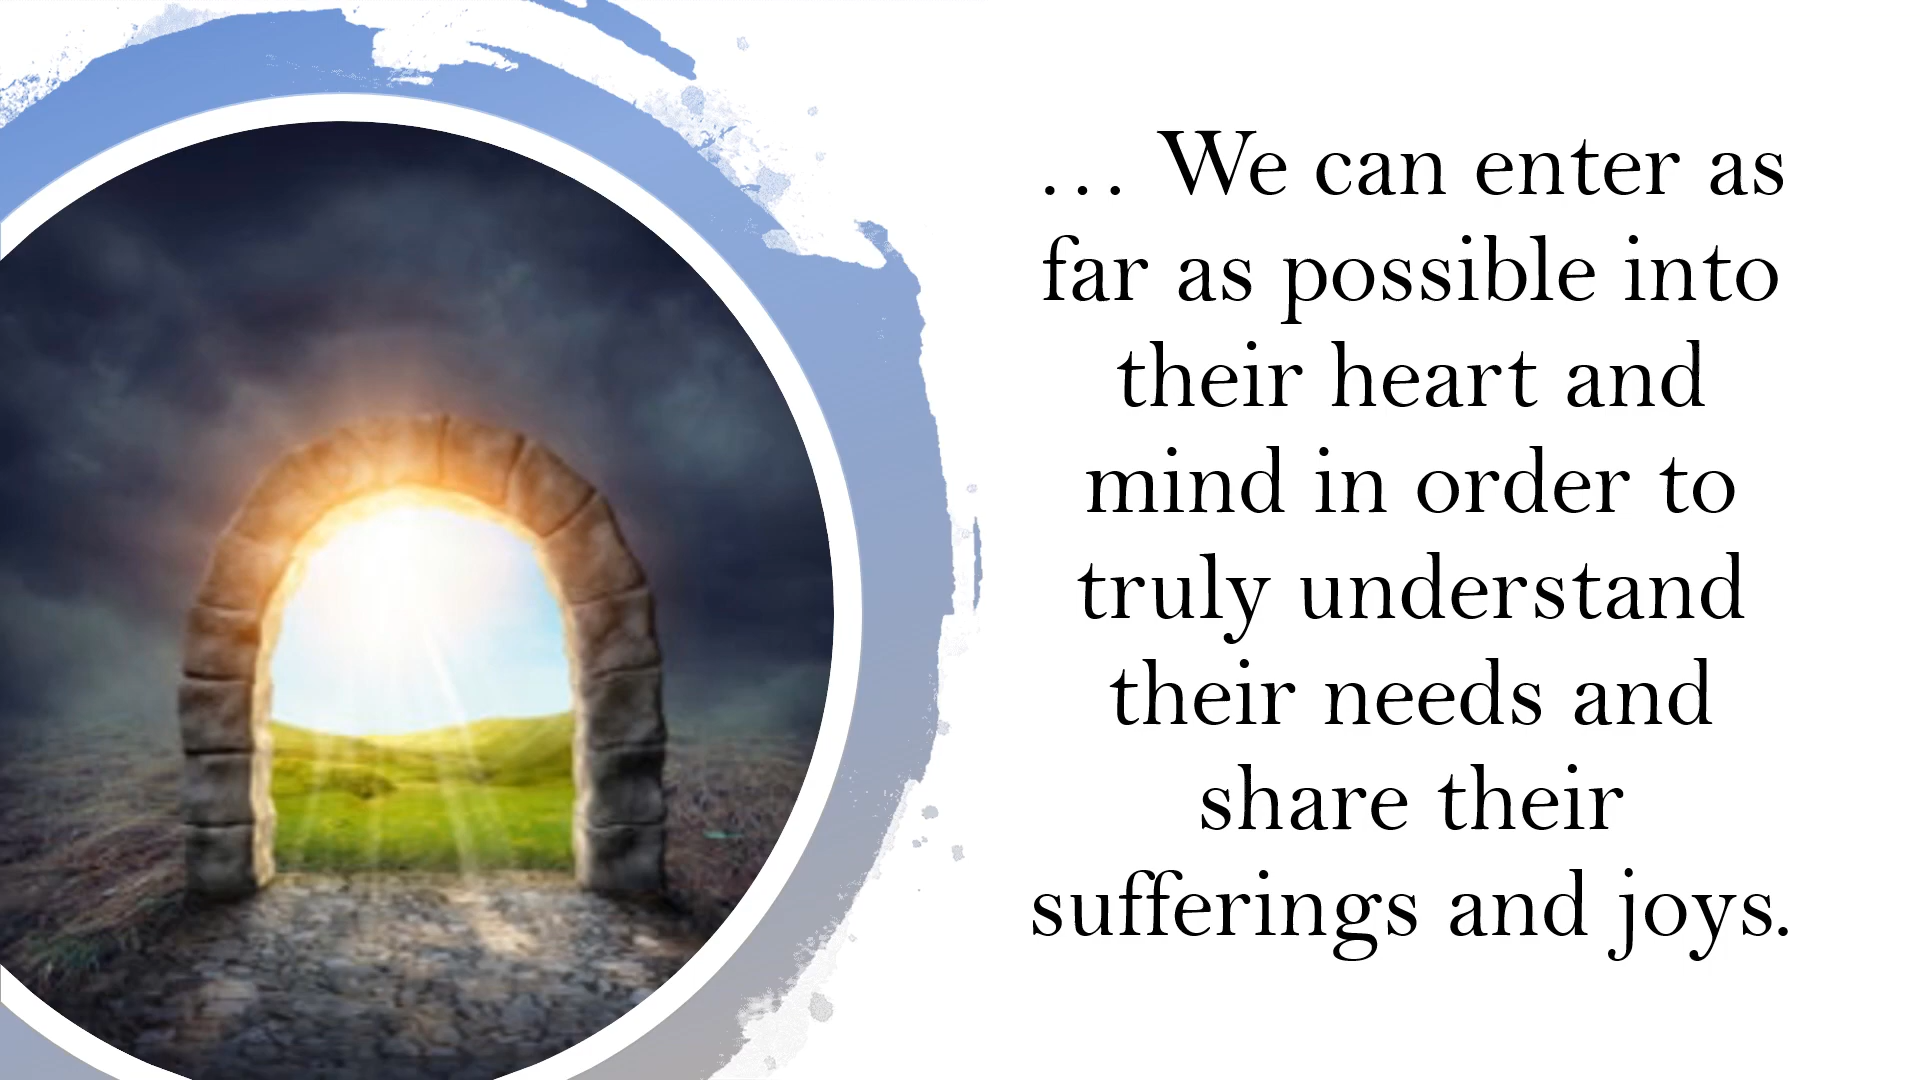 … We can enter as
far as possible into
their heart and
mind in order to
truly understand
their needs and
share their
sufferings and joys.